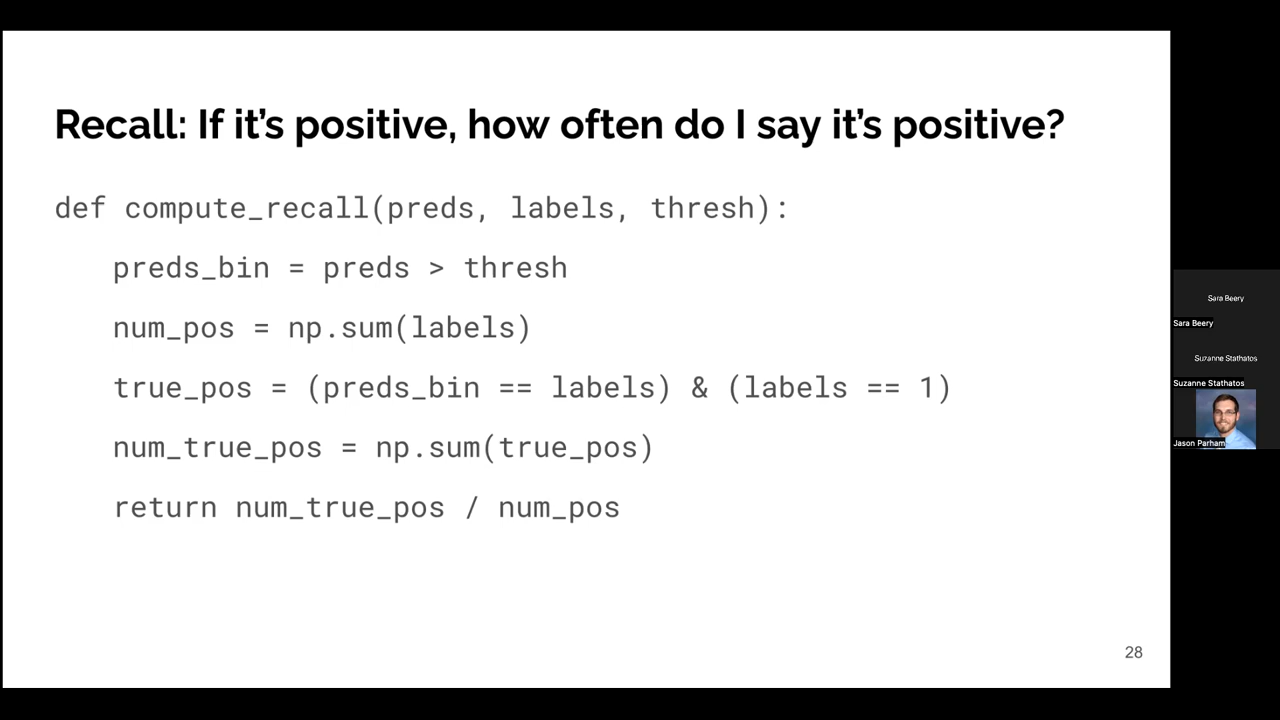 Recall: If it's positive, how often do I say it's positive?
def compute_recall(preds, labels, thresh):
preds_bin = preds > thresh
num_pos = np.sum(labels)
true_pos = (preds_bin == labels) & (labels == 1)
num_true_pos = np.sum(true_pos)
return num_true_pos / num_pos
28
Sara Beery
Sara Beery
Suzanne Stathatos
Suzanne Stathatos
Jason Parham